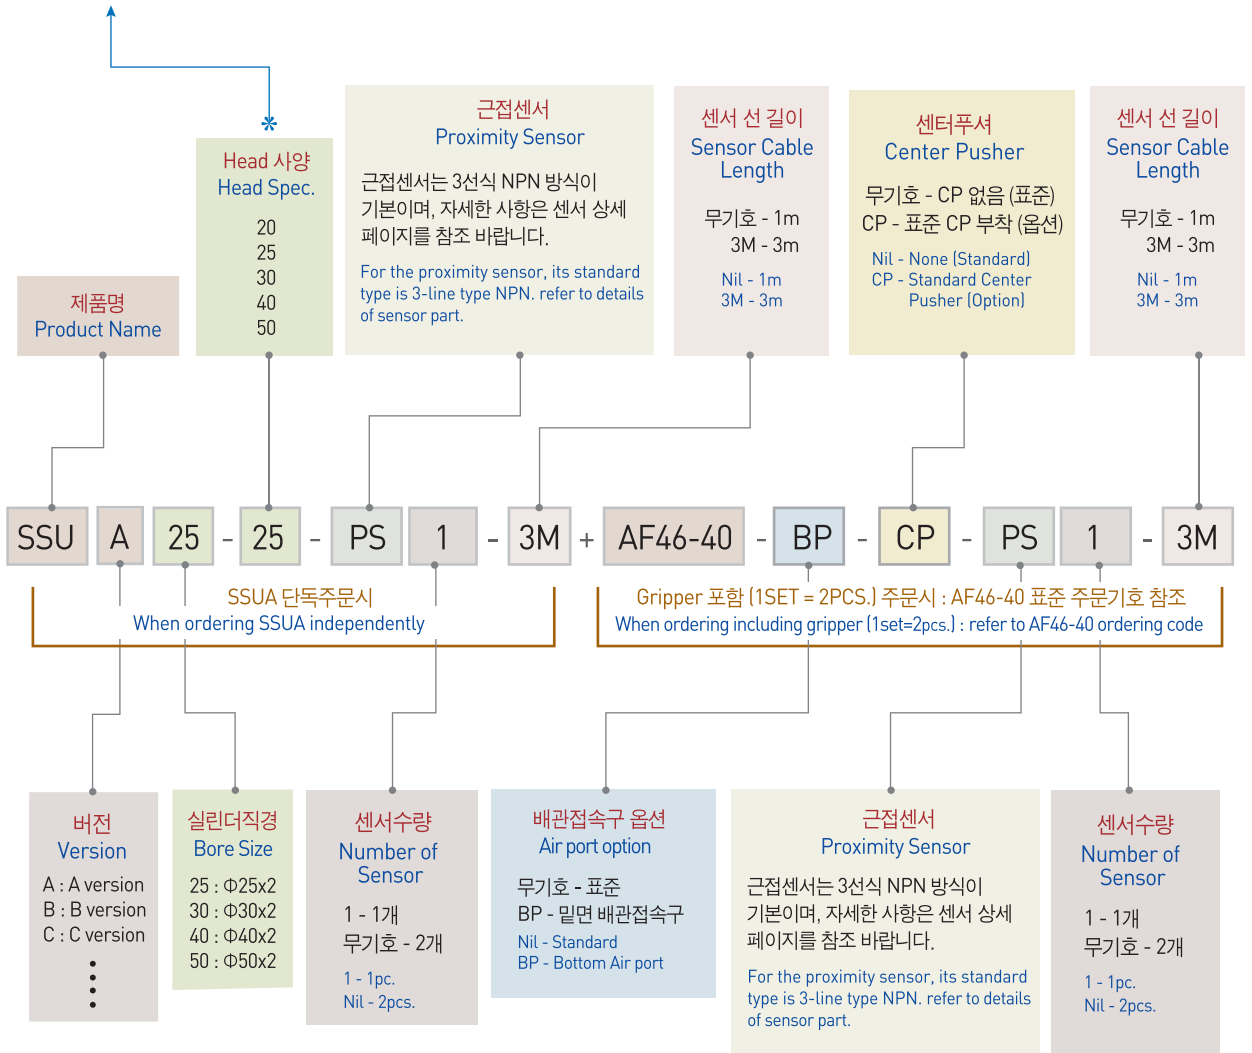 *
제품명
Product Name
Head 사양
Head Spec.
20
25
30
40
50
근접센서
Proximity Sensor
근접센서는 3선식 NPN 방식이
기본이며, 자세한 사항은 센서 상세
페이지를 참조 바랍니다.
For the proximity sensor, its standard
type is 3-line type NPN. refer to details
of sensor part.
센서 선 길이
Sensor Cable
Length
무기호 - 1m
3M - 3m
Nil - 1m
3M - 3m
센터푸셔
Center Pusher
무기호 - CP 없음 (표준)
CP - 표준 CP 부착 (옵션)
Nil - None (Standard)
CP - Standard Center
Pusher (Option)
센서 선 길이
Sensor Cable
Length
무기호 - 1m
3M - 3m
Nil - 1m
3M - 3m
SSU A 25 - 25 - PS 1 - 3M + AF46-40 - BP - CP - PS 1 - 3M
SSUA 단독주문시
When ordering SSUA independently
Gripper 포함 (1SET = 2PCS.) 주문시 : AF46-40 표준 주문기호 참조
When ordering including gripper (1set=2pcs.) : refer to AF46-40 ordering code
버전
Version
A : A version
B : B version
C : C version
실린더직경
Bore Size
25 : Φ25x2
30 : Φ30x2
40 : Φ40x2
50 : Φ50x2
센서수량
Number of
Sensor
1 - 1개
무기호 - 2개
1 - 1pc.
Nil - 2pcs.
배관접속구 옵션
Air port option
무기호 - 표준
BP - 밑면 배관접속구
Nil - Standard
BP - Bottom Air port
근접센서
Proximity Sensor
근접센서는 3선식 NPN 방식이
기본이며, 자세한 사항은 센서 상세
페이지를 참조 바랍니다.
For the proximity sensor, its standard
type is 3-line type NPN. refer to details
of sensor part.
센서수량
Number of
Sensor
1 - 1개
무기호 - 2개
1 - 1pc.
Nil - 2pcs.